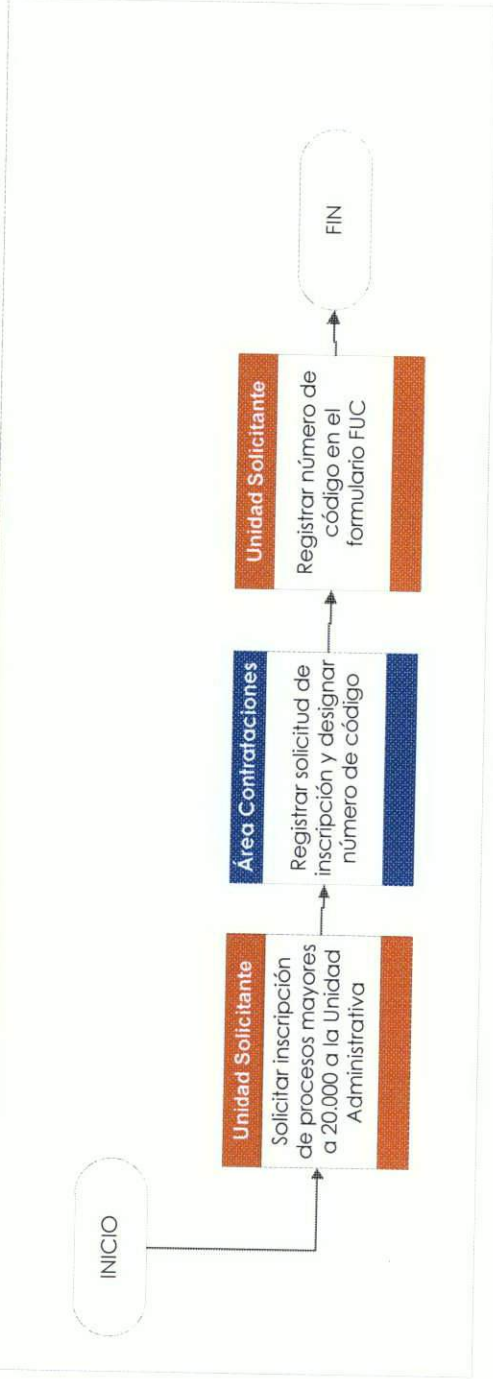 INICIO
Unidad Solicitante
Solicitar inscripción
de procesos mayores
a 20.000 a la Unidad
Administrativa
Área Contrataciones
Registrar solicitud de
inscripción y designar
número de código
Unidad Solicitante
Registrar número de
código en el
formulario FUC
FIN